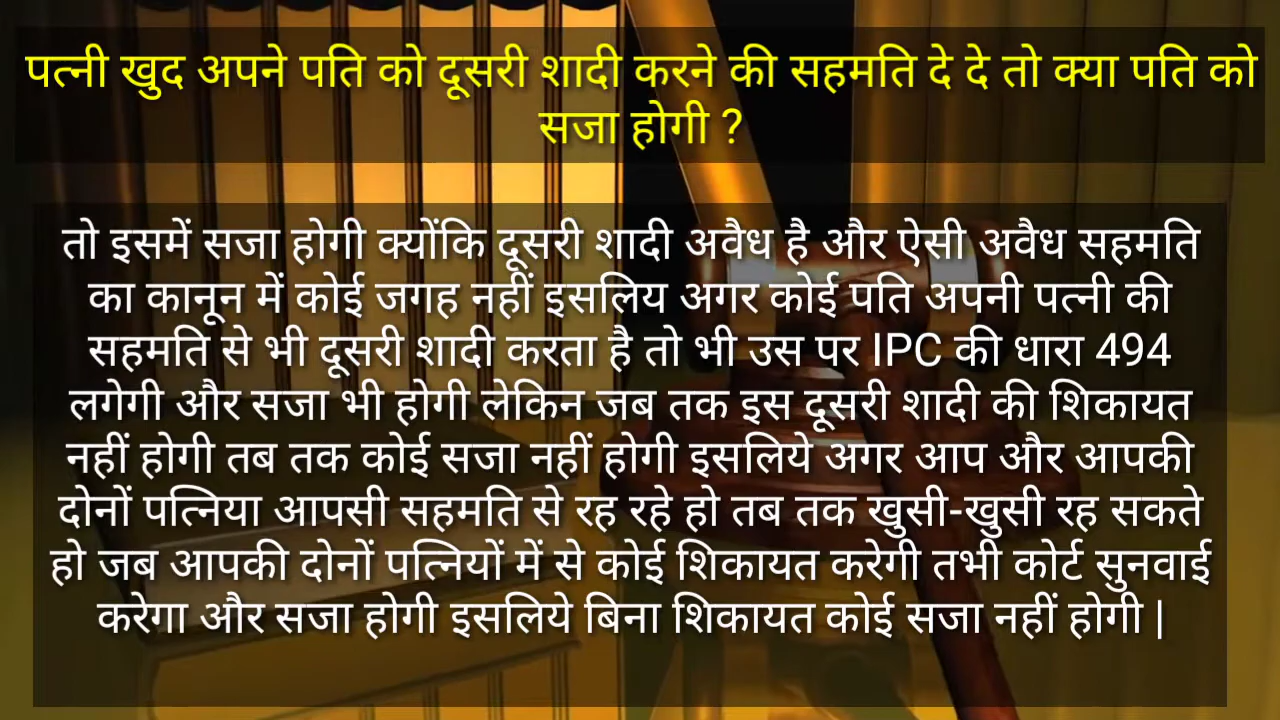 पत्नी खुद अपने पति को दूसरी शादी करने की सहमति दे दे तो क्या पति को
सजा होगी ?
तो इसमें सजा होगी क्योंकि दूसरी शादी अवैध है और ऐसी अवैध सहमति
का कानून में कोई जगह नहीं इसलिय अगर कोई पति अपनी पत्नी की
सहमति से भी दूसरी शादी करता है तो भी उस पर IPC की धारा 494
लगेगी और सजा भी होगी लेकिन जब तक इस दूसरी शादी की शिकायत
नहीं होगी तब तक कोई सजा नहीं होगी इसलिये अगर आप और आपकी
दोनों पत्निया आपसी सहमति से रह रहे हो तब तक खुसी-खुसी रह सकते
हो जब आपकी दोनों पत्नियों में से कोई शिकायत करेगी तभी कोर्ट सुनवाई
करेगा और सजा होगी इसलिये बिना शिकायत कोई सजा नहीं होगी |